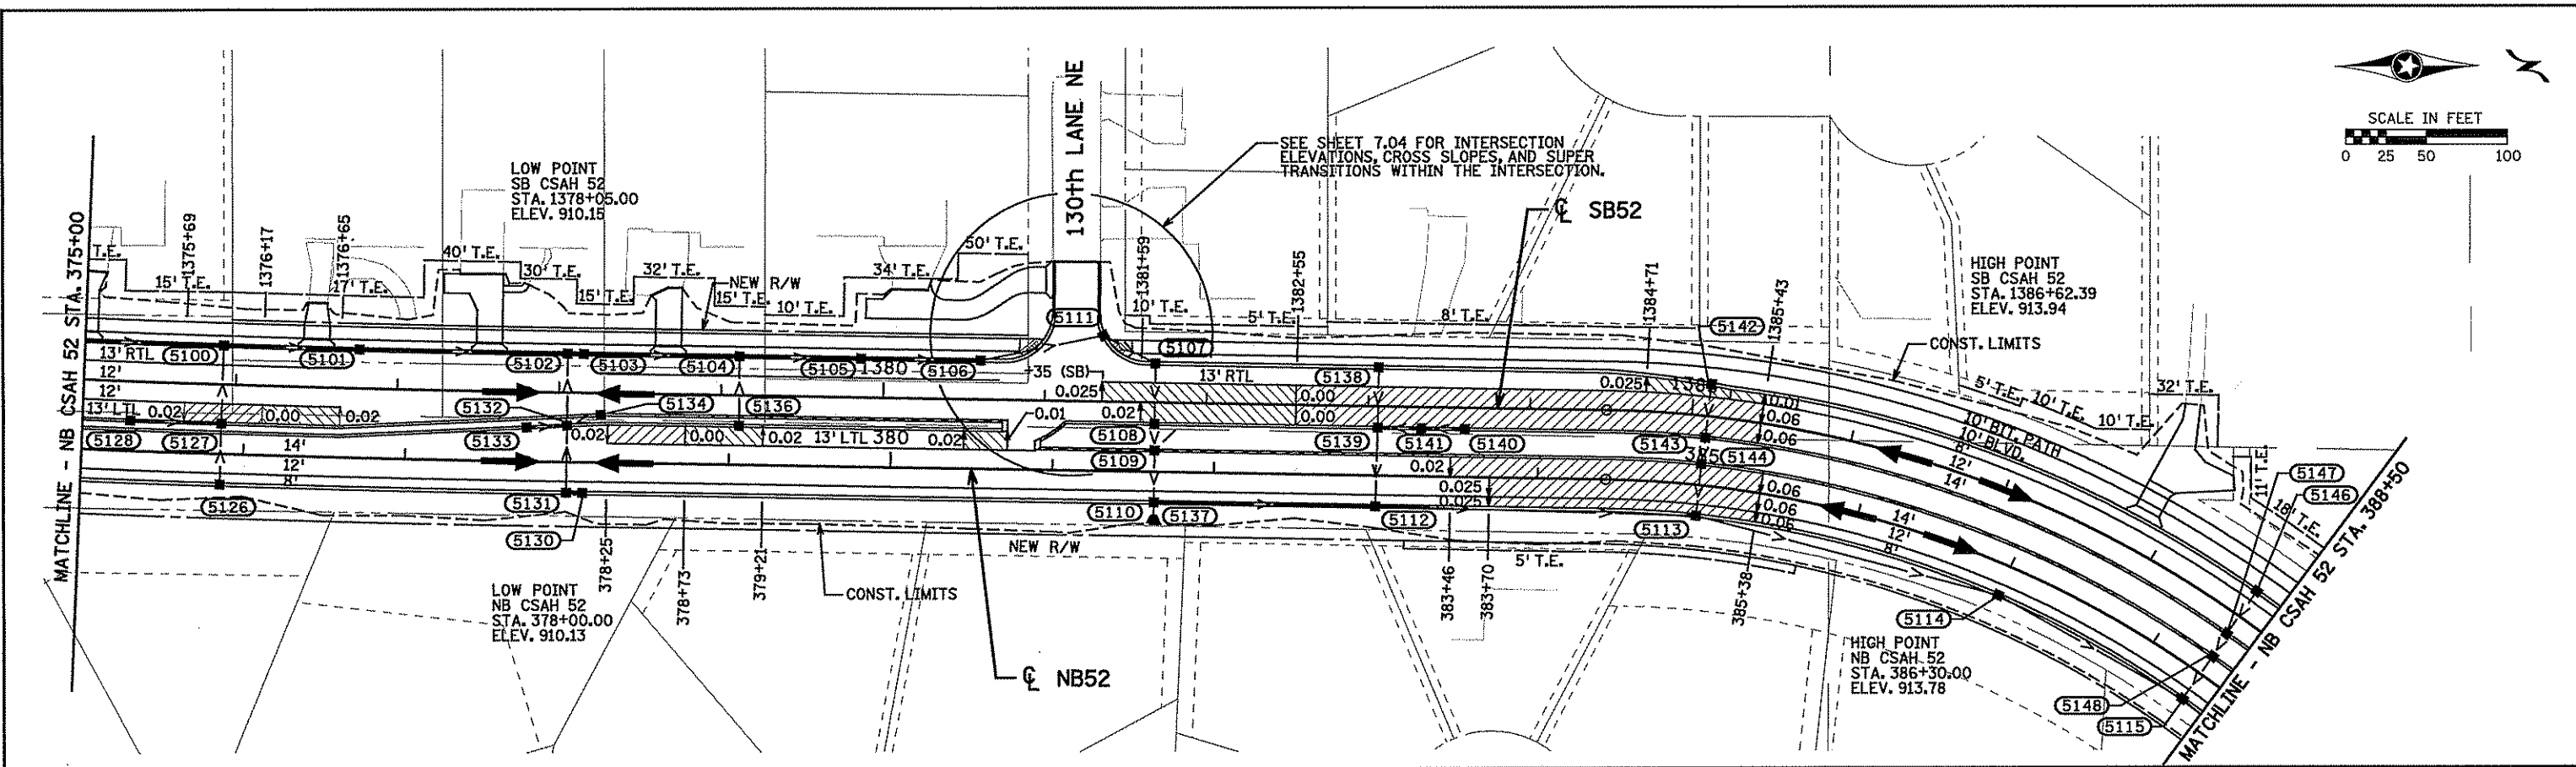 MATCHLINE - NB CSAH 52 STA. 375+00
T.E.
15' T.E.
1375+69
1376+17
17' T.E.
1376+65
40' T.E.
LOW POINT
SB CSAH 52
STA. 1378+05.00
ELEV. 910.15
30' T.E.
15' T.E.
32' T.E.
NEW R/W
15' T.E.
10' T.E.
34' T.E.
50' T.E.
130th LANE NE
1381+59
10' T.E.
SEE SHEET 7.04 FOR INTERSECTION
ELEVATIONS, CROSS SLOPES, AND SUPER
TRANSITIONS WITHIN THE INTERSECTION.
5' T.E.
1382+55
8' T.E.
℄ SB52
1384+71
5142
1385+43
HIGH POINT
SB CSAH 52
STA. 1386+62.39
ELEV. 913.94
CONST. LIMITS
5' T.E.
10' T.E.
10' T.E.
32' T.E.
SCALE IN FEET
0 25 50 100
13' RTL
5100
5101
5102
5103
5104
5105
1380
5106
5111
5107
12'
12'
+35 (SB)
0.025
13' RTL
5138
0.00
0.025
138
0.01
0.06
0.06
13' LTL
0.02
0.00
0.02
5132
5134
5136
0.01
0.02
0.00
5128
5127
5133
0.02
0.00
0.02
13' LTL
380
0.02
5108
5139
5141
5140
5143
5144
14'
12'
8'
5109
0.02
0.025
0.025
385
0.06
0.06
0.06
10' BIT. PATH
10' BLVD.
8'
12'
14'
14'
12'
8'
5126
5131
5130
5110
5137
5112
5113
5147
5146
11' T.E.
18' T.E.
378+25
378+73
379+21
CONST. LIMITS
NEW R/W
383+46
383+70
5' T.E.
385+38
5114
LOW POINT
NB CSAH 52
STA. 378+00.00
ELEV. 910.13
℄ NB52
HIGH POINT
NB CSAH 52
STA. 386+30.00
ELEV. 913.78
5148
5115
MATCHLINE - NB CSAH 52 STA. 388+50